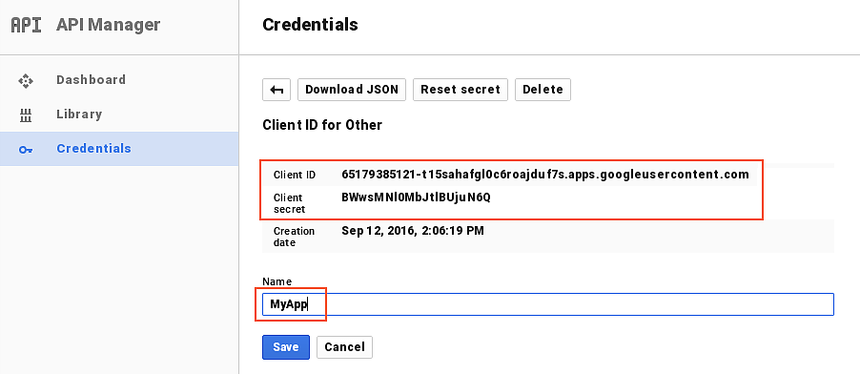 API API Manager
Credentials
Dashboard
Library
Credentials
Download JSON Reset secret Delete
Client ID for Other
Client ID 65179385121-t15sahafgl0c6roajduf7s.apps.googleusercontent.com
Client secret BWwsMNl0MbJtlBUjuN6Q
Creation date Sep 12, 2016, 2:06:19 PM
Name
MyApp
Save Cancel